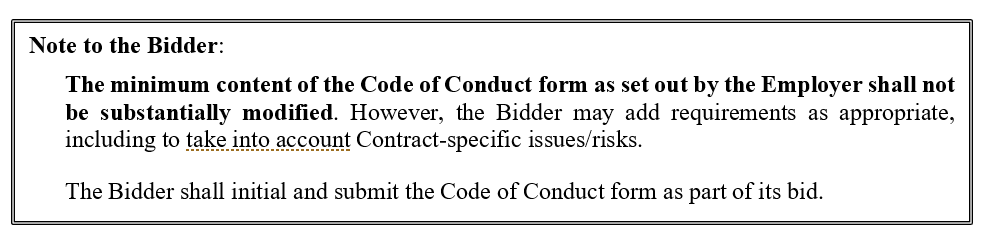 Note to the Bidder:
The minimum content of the Code of Conduct form as set out by the Employer shall not
be substantially modified. However, the Bidder may add requirements as appropriate,
including to take into account Contract-specific issues/risks.
The Bidder shall initial and submit the Code of Conduct form as part of its bid.